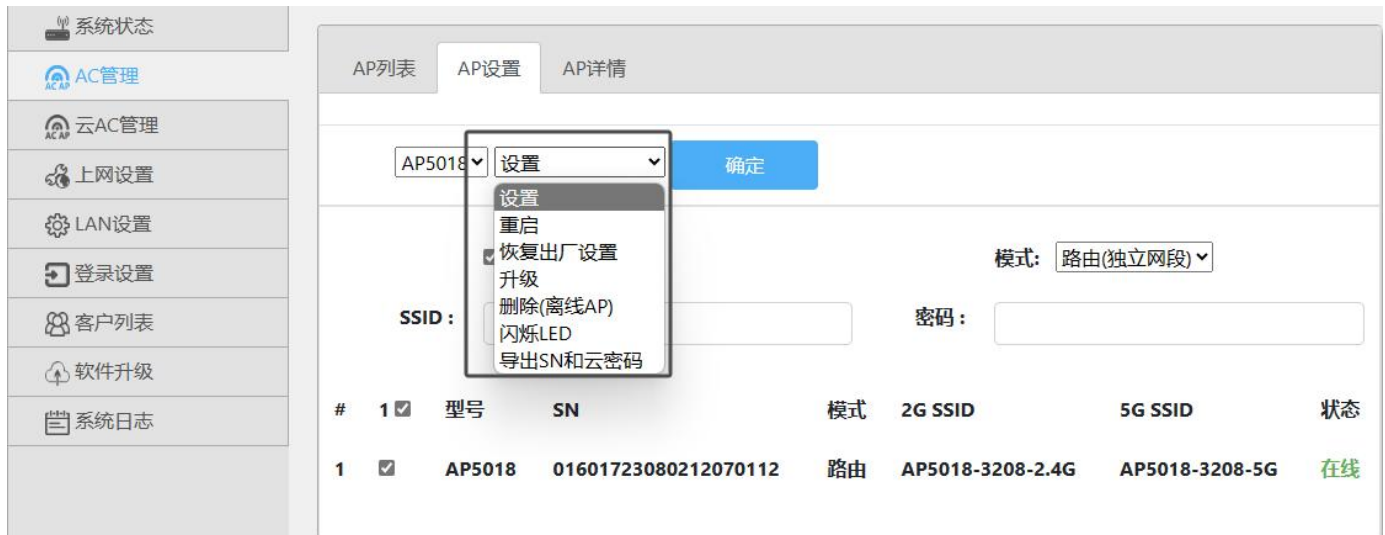 系统状态
AC管理
云AC管理
上网设置
LAN设置
登录设置
客户列表
软件升级
系统日志
AP列表 AP设置 AP详情
AP5018 设置 确定
设置
重启
恢复出厂设置
升级
删除(离线AP)
闪烁LED
导出SN和云密码
模式: 路由(独立网段)
SSID : 密码 :
# 1 型号 SN 模式 2G SSID 5G SSID 状态
1 AP5018 01601723080212070112 路由 AP5018-3208-2.4G AP5018-3208-5G 在线